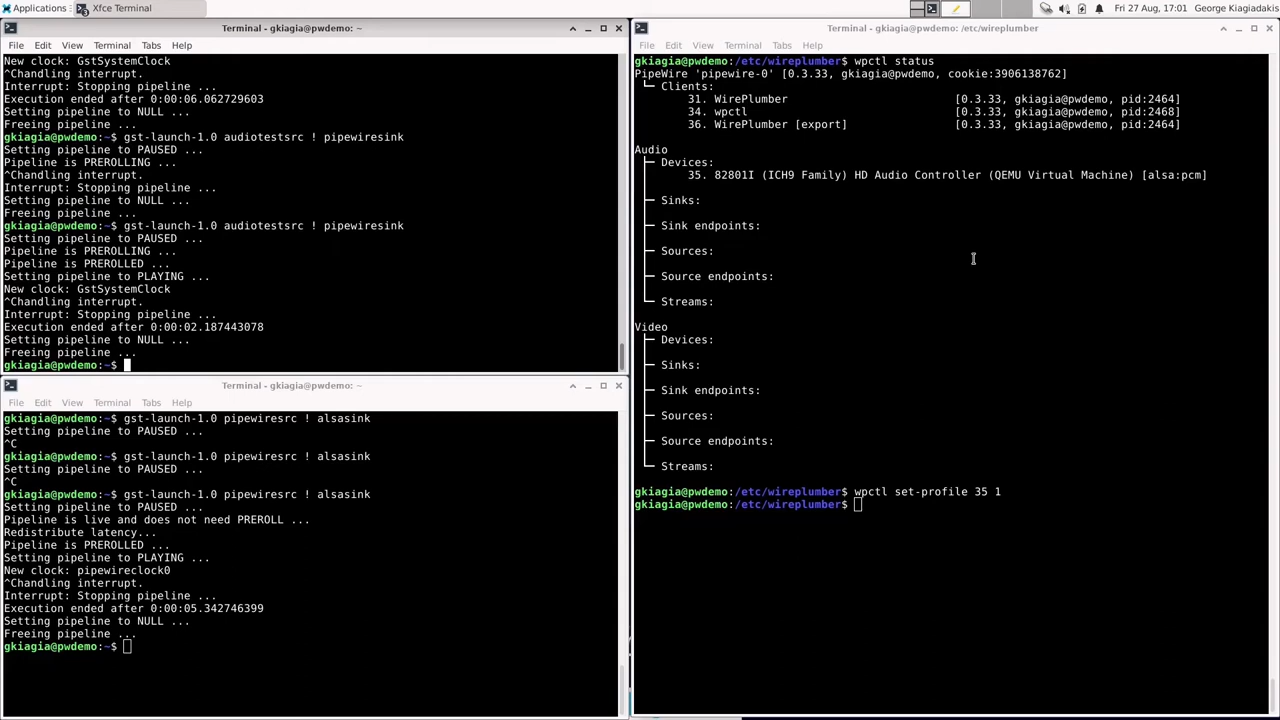 Applications
Xfce Terminal
Fri 27 Aug, 17:01 George Kiagiadakis
Terminal - gkiagia@pwdemo: ~
File Edit View Terminal Tabs Help
New clock: GstSystemClock
^Chandling interrupt.
Interrupt: Stopping pipeline ...
Execution ended after 0:00:06.062729603
Setting pipeline to NULL ...
Freeing pipeline ...
gkiagia@pwdemo:~$ gst-launch-1.0 audiotestsrc ! pipewiresink
Setting pipeline to PAUSED ...
Pipeline is PREROLLING ...
^Chandling interrupt.
Interrupt: Stopping pipeline ...
Setting pipeline to NULL ...
Freeing pipeline ...
gkiagia@pwdemo:~$ gst-launch-1.0 audiotestsrc ! pipewiresink
Setting pipeline to PAUSED ...
Pipeline is PREROLLING ...
Pipeline is PREROLLED ...
Setting pipeline to PLAYING ...
New clock: GstSystemClock
^Chandling interrupt.
Interrupt: Stopping pipeline ...
Execution ended after 0:00:02.187443078
Setting pipeline to NULL ...
Freeing pipeline ...
gkiagia@pwdemo:~$
Terminal - gkiagia@pwdemo: ~
File Edit View Terminal Tabs Help
gkiagia@pwdemo:~$ gst-launch-1.0 pipewiresrc ! alsasink
Setting pipeline to PAUSED ...
^C
gkiagia@pwdemo:~$ gst-launch-1.0 pipewiresrc ! alsasink
Setting pipeline to PAUSED ...
^C
gkiagia@pwdemo:~$ gst-launch-1.0 pipewiresrc ! alsasink
Setting pipeline to PAUSED ...
Pipeline is live and does not need PREROLL ...
Redistribute latency...
Pipeline is PREROLLED ...
Setting pipeline to PLAYING ...
New clock: pipewireclock0
^Chandling interrupt.
Interrupt: Stopping pipeline ...
Execution ended after 0:00:05.342746399
Setting pipeline to NULL ...
Freeing pipeline ...
gkiagia@pwdemo:~$
Terminal - gkiagia@pwdemo: /etc/wireplumber
File Edit View Terminal Tabs Help
gkiagia@pwdemo:/etc/wireplumber$ wpctl status
PipeWire 'pipewire-0' [0.3.33, gkiagia@pwdemo, cookie:3906138762]
└─ Clients:
31. WirePlumber [0.3.33, gkiagia@pwdemo, pid:2464]
34. wpctl [0.3.33, gkiagia@pwdemo, pid:2468]
36. WirePlumber [export] [0.3.33, gkiagia@pwdemo, pid:2464]
Audio
├─ Devices:
│ 35. 82801I (ICH9 Family) HD Audio Controller (QEMU Virtual Machine) [alsa:pcm]
├─ Sinks:
├─ Sink endpoints:
├─ Sources:
├─ Source endpoints:
└─ Streams:
Video
├─ Devices:
├─ Sinks:
├─ Sink endpoints:
├─ Sources:
├─ Source endpoints:
└─ Streams:
gkiagia@pwdemo:/etc/wireplumber$ wpctl set-profile 35 1
gkiagia@pwdemo:/etc/wireplumber$